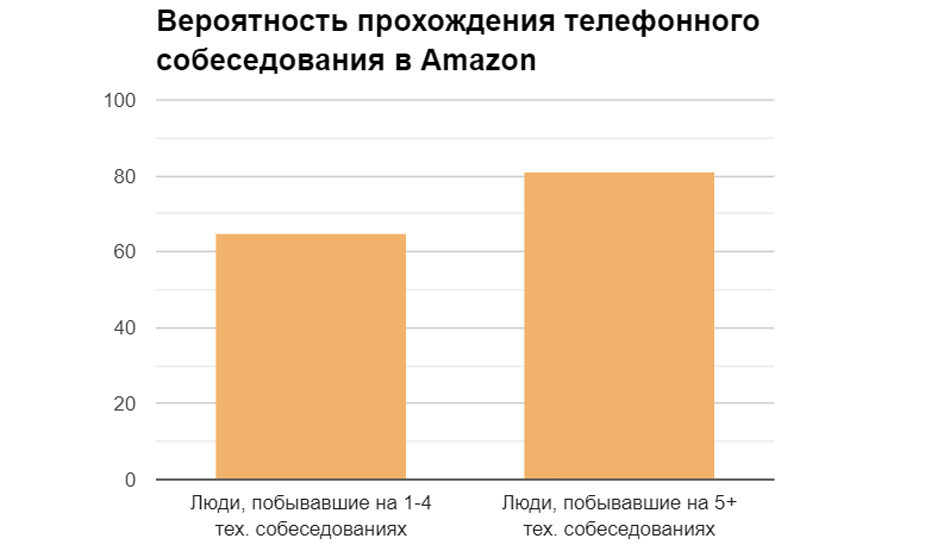 Вероятность прохождения телефонного
собеседования в Amazon
100
80
60
40
20
0
Люди, побывавшие на 1-4
тех. собеседованиях
Люди, побывавшие на 5+
тех. собеседованиях